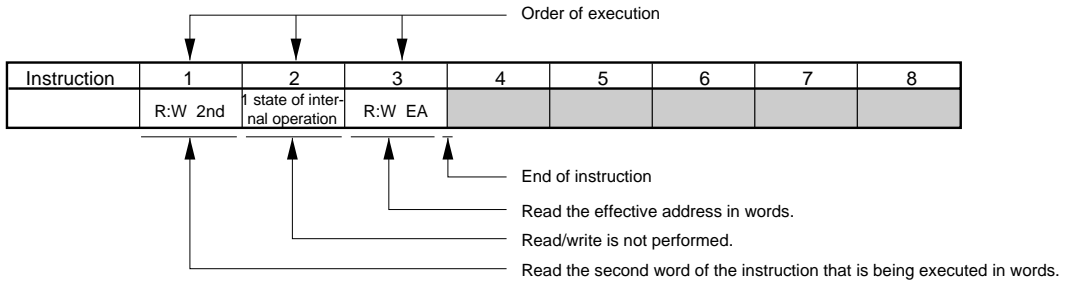 Order of execution
Instruction 1 2 3 4 5 6 7 8
R:W 2nd 1 state of inter- R:W EA
nal operation
End of instruction
Read the effective address in words.
Read/write is not performed.
Read the second word of the instruction that is being executed in words.